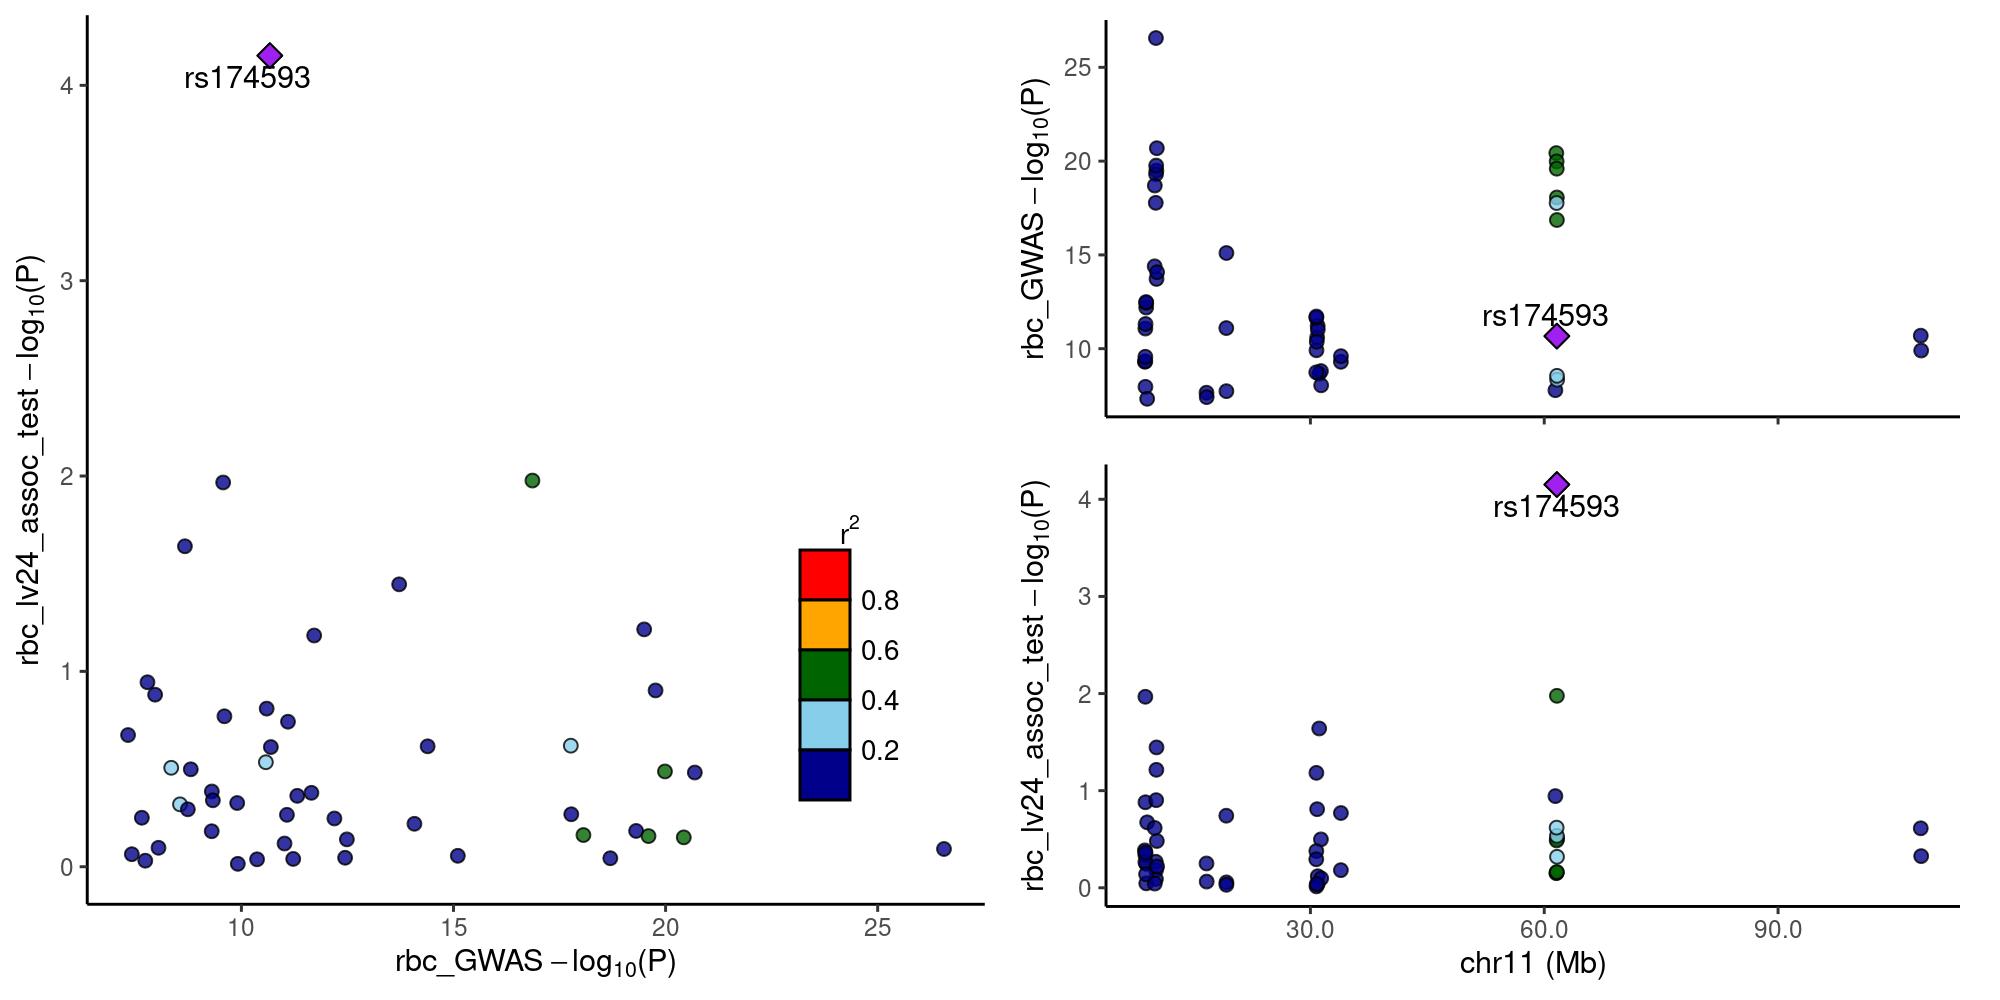 rbc_lv24_assoc_test −log10(P)
4
3
2
1
0
rs174593
r2
0.8
0.6
0.4
0.2
10
15
20
25
rbc_GWAS −log10(P)
rbc_GWAS −log10(P)
25
20
15
10
rs174593
rbc_lv24_assoc_test −log10(P)
4
3
2
1
0
rs174593
30.0
60.0
90.0
chr11 (Mb)